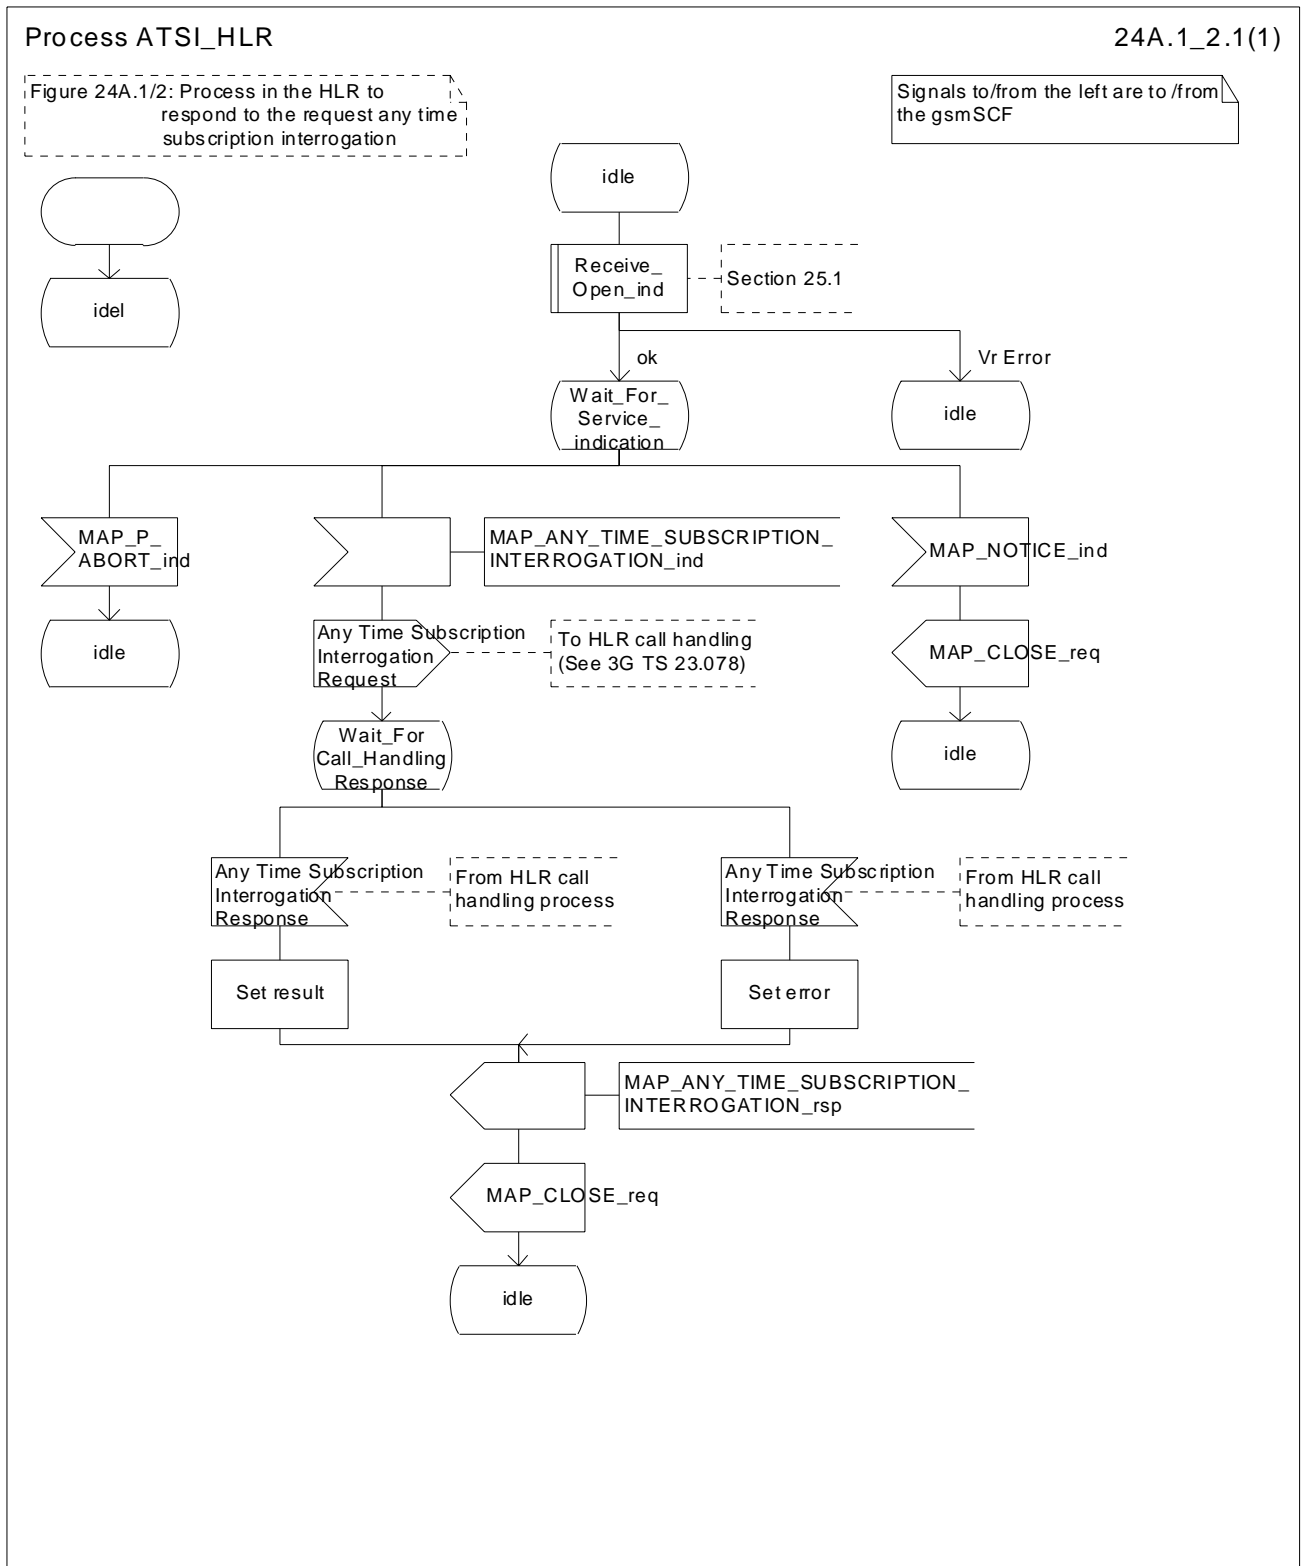 Process ATSI_HLR
24A.1_2.1(1)
Figure 24A.1/2: Process in the HLR to
respond to the request any time
subscription interrogation
Signals to/from the left are to /from
the gsmSCF
idle
idel
Receive_
Open_ind
Section 25.1
ok
Vr Error
Wait_For_
Service_
indication
idle
MAP_P_
ABORT_ind
MAP_ANY_TIME_SUBSCRIPTION_
INTERROGATION_ind
MAP_NOTICE_ind
idle
Any Time Subscription
Interrogation
Request
To HLR call handling
(See 3G TS 23.078)
MAP_CLOSE_req
Wait_For
Call_Handling
Response
idle
Any Time Subscription
Interrogation
Response
From HLR call
handling process
Any Time Subscription
Interrogation
Response
From HLR call
handling process
Set result
Set error
MAP_ANY_TIME_SUBSCRIPTION_
INTERROGATION_rsp
MAP_CLOSE_req
idle